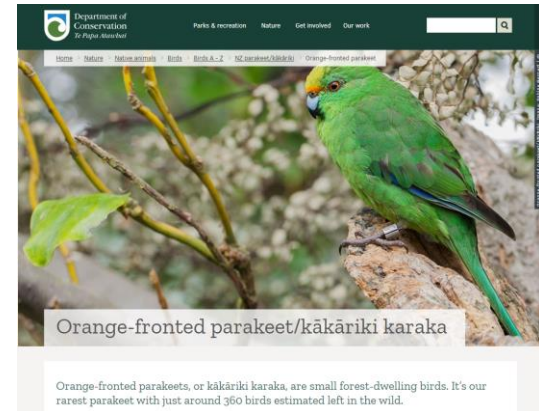 Department of
Conservation
Te Papa Atawhai
Parks & recreation Nature Get involved Our work
Home Nature Native animals Birds Birds A - Z NZ parakeet/kākāriki Orange-fronted parakeet
Orange-fronted parakeet/kākāriki karaka
Orange-fronted parakeets, or kākāriki karaka, are small forest-dwelling birds. It's our
rarest parakeet with just around 360 birds estimated left in the wild.